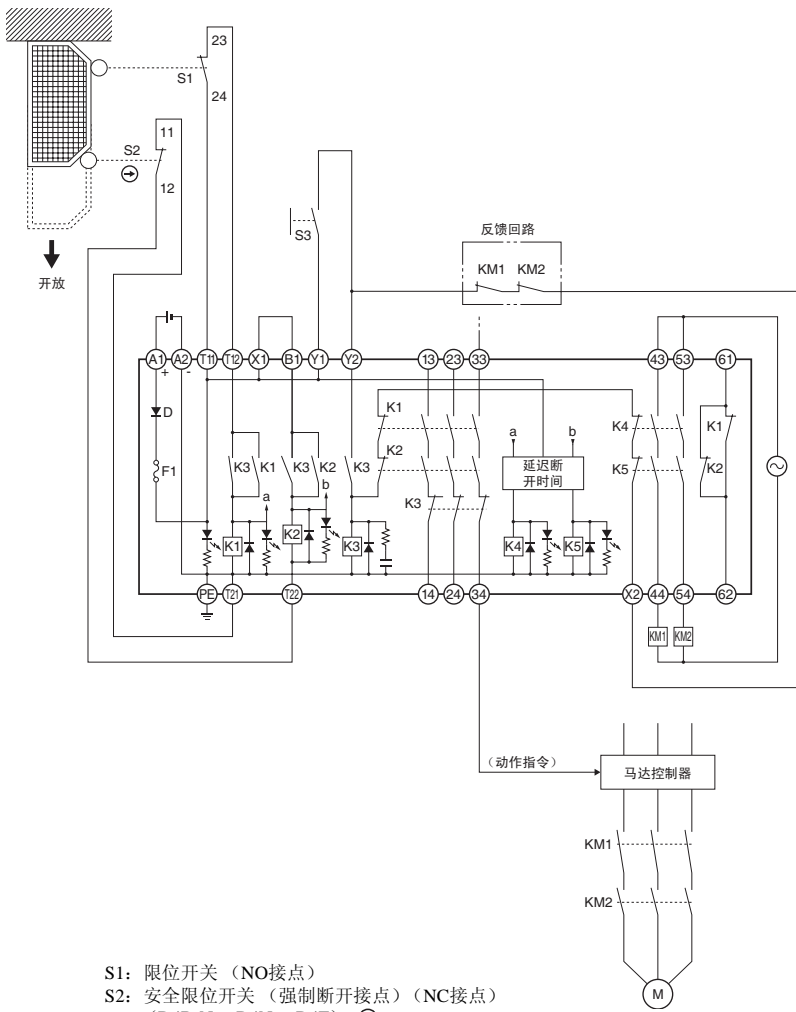 23
S1
24
11
S2
12
S3
反馈回路
KM1 KM2
开放
A1 A2 T11 T12 X1 B1 Y1 Y2 13 23 33 43 53 61
+ -
D
F1
K3 K1 K3 K2 K3
K1
K2
K3
a b
a b
延迟断
开时间
K4
K5
K1
K2
K1 K2 K3 K4 K5
PE T21 T22 14 24 34 X2 44 54 62
KM1 KM2
（动作指令）
马达控制器
KM1
KM2
M
S1：限位开关 （NO接点）
S2：安全限位开关 （强制断开接点）（NC接点）